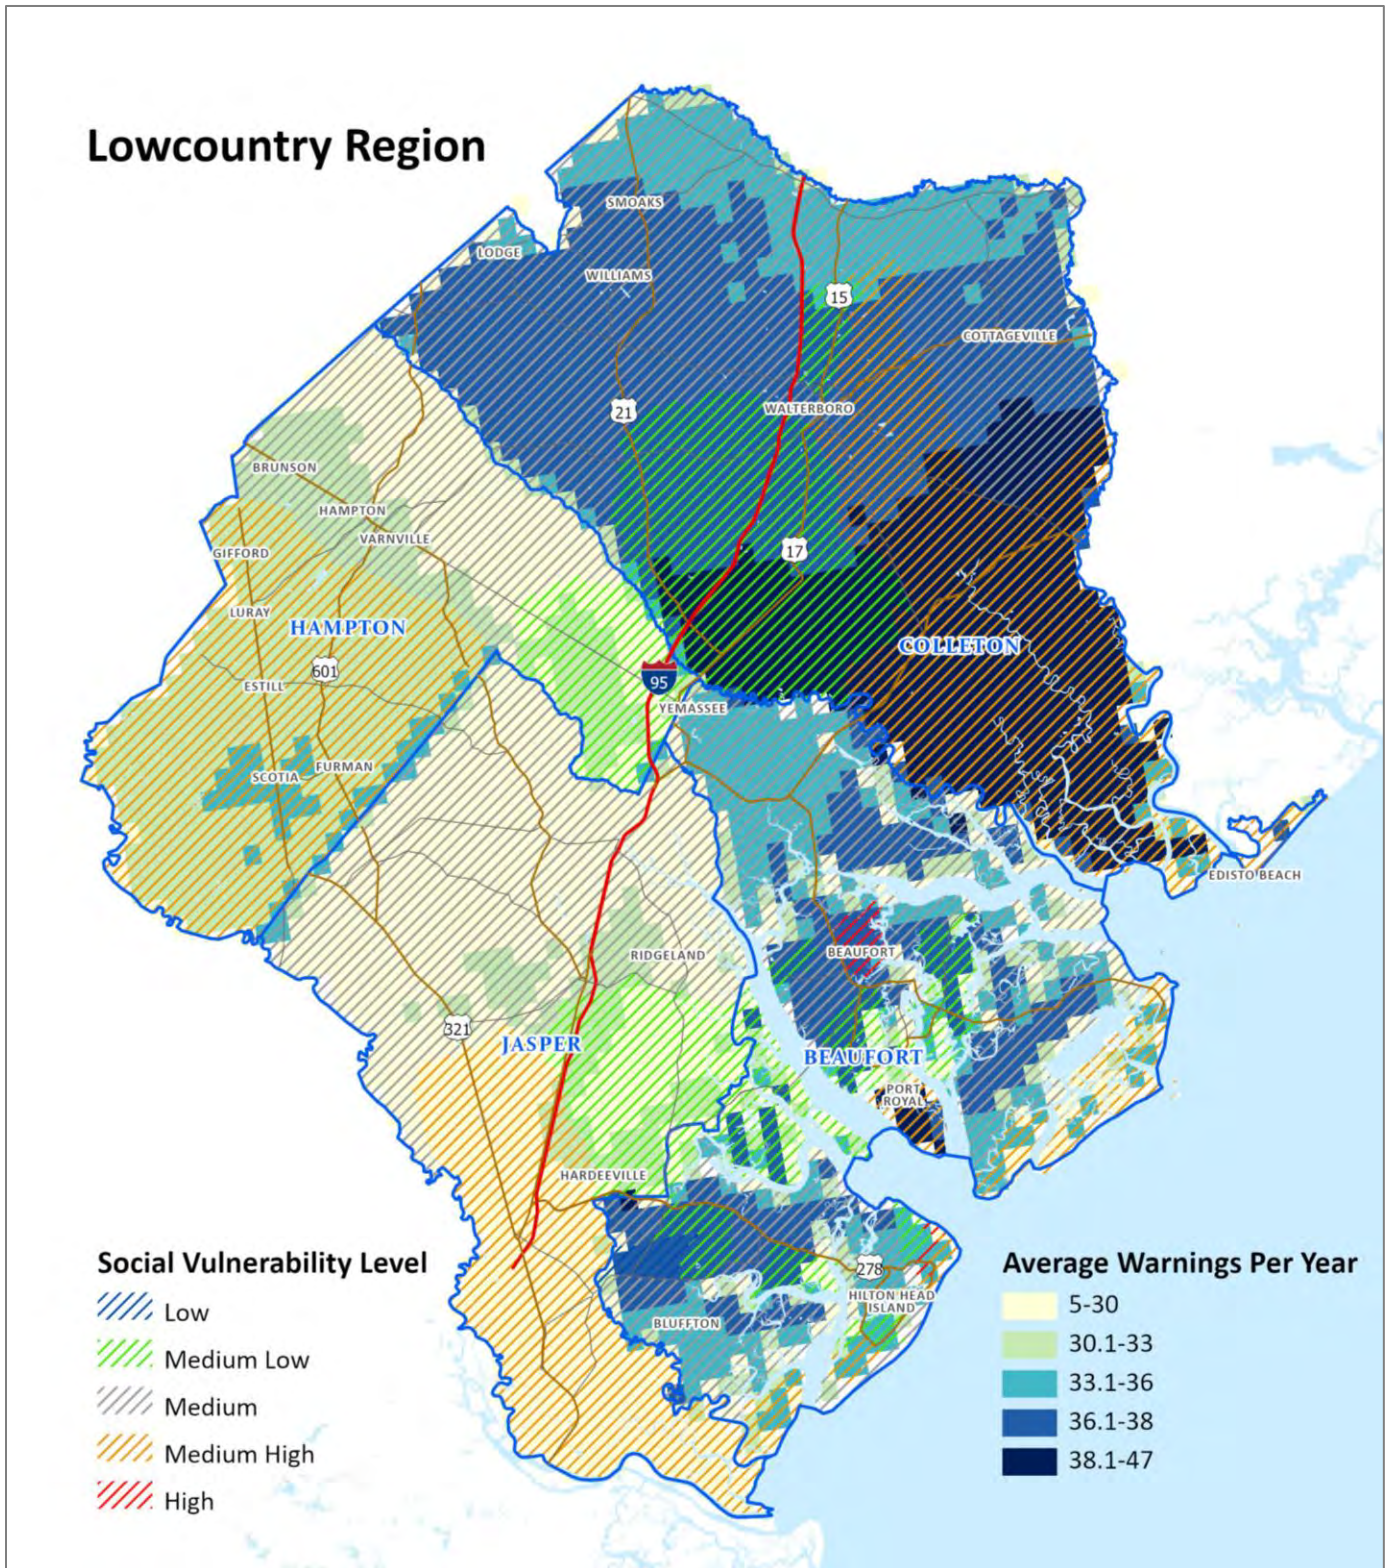 Lowcountry Region
SMOAKS
LODGE
WILLIAMS
15
COTTAGEVILLE
21
WALTERBORO
BRUNSON
HAMPTON
VARNVILLE
17
GIFFORD
LURAY
HAMPTON
COLLETON
601
ESTILL
95
YEMASSEE
SCOTIA
FURMAN
EDISTO BEACH
BEAUFORT
RIDGELAND
321
JASPER
BEAUFORT
PORT
ROYAL
HARDEEVILLE
278
HILTON HEAD
ISLAND
BLUFFTON
Social Vulnerability Level
Low
Medium Low
Medium
Medium High
High
Average Warnings Per Year
5-30
30.1-33
33.1-36
36.1-38
38.1-47